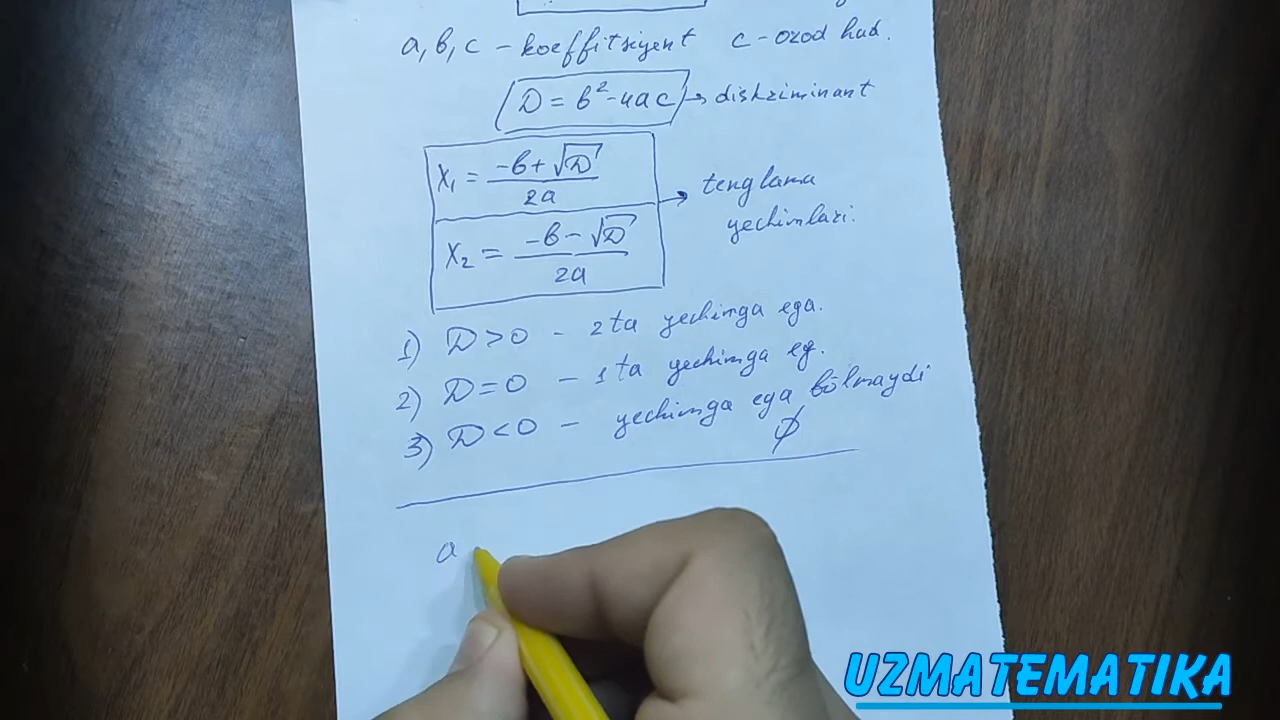 a, b, c – koeffitsiyent c – ozod had.
D = b² - 4ac → diskriminant
x₁ = (-b + √D) / 2a
→ tenglama yechimlari.
x₂ = (-b - √D) / 2a
1) D > 0 – 2 ta yechimga ega.
2) D = 0 – 1 ta yechimga eg.
3) D < 0 – yechimga ega bo'lmaydi
∅
a
UZMATEMATIKA